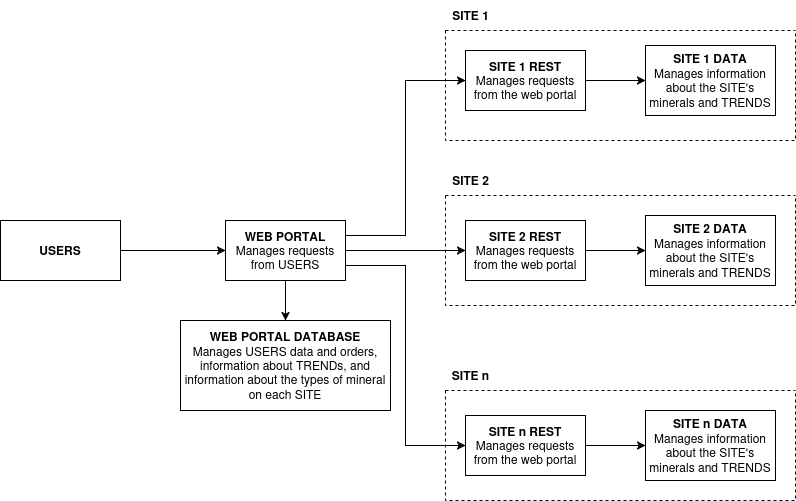 SITE 1
SITE 1 REST
Manages requests
from the web portal
SITE 1 DATA
Manages information
about the SITE's
minerals and TRENDS
SITE 2
USERS
WEB PORTAL
Manages requests
from USERS
SITE 2 REST
Manages requests
from the web portal
SITE 2 DATA
Manages information
about the SITE's
minerals and TRENDS
WEB PORTAL DATABASE
Manages USERS data and orders,
information about TRENDs, and
information about the types of mineral
on each SITE
SITE n
SITE n REST
Manages requests
from the web portal
SITE n DATA
Manages information
about the SITE's
minerals and TRENDS